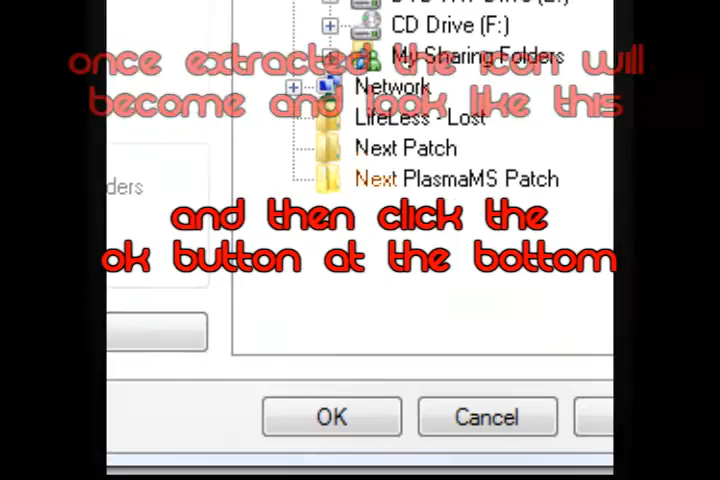 CD Drive (F:)
once extracted the icon will
My Sharing Folders
Network
become and look like this
LifeLess - Lost
Next Patch
Next PlasmaMS Patch
ders
and then click the
ok button at the bottom
OK
Cancel